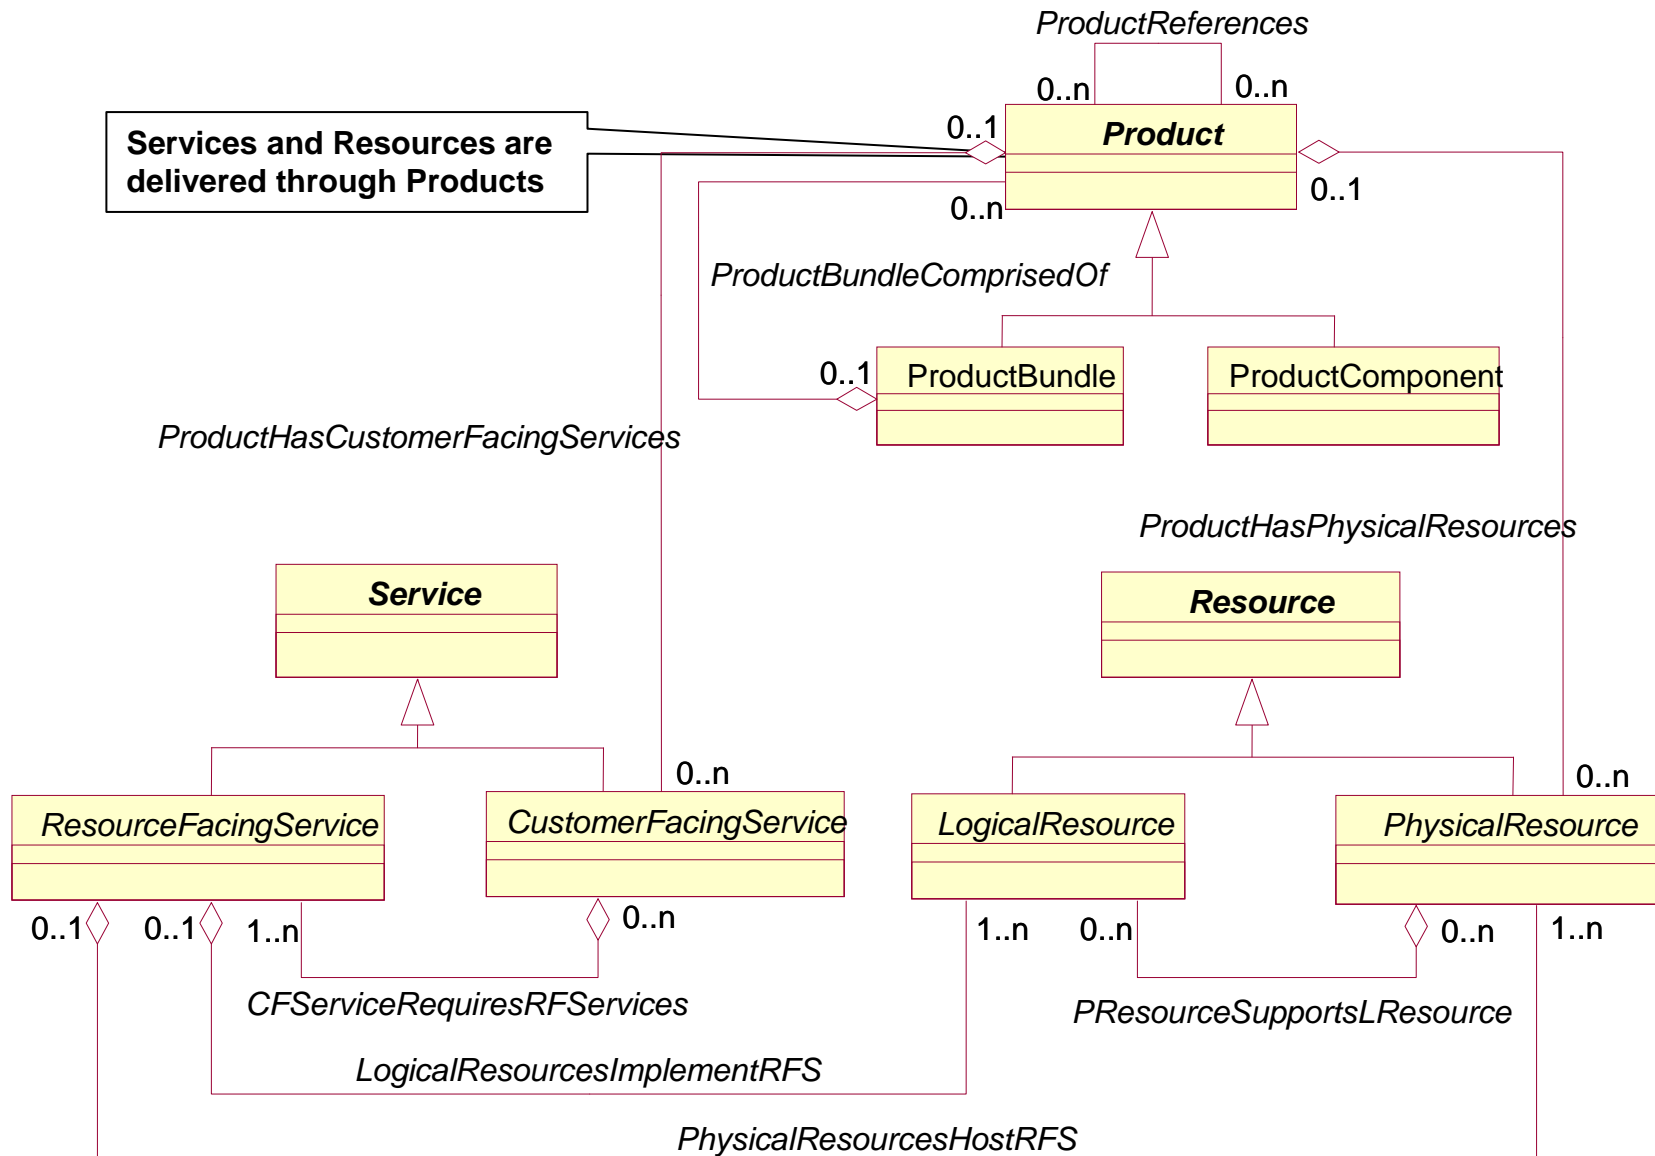 ProductReferences
0..n
0..n
Services and Resources are
delivered through Products
0..1
Product
0..n
0..1
ProductBundleComprisedOf
0..1
ProductBundle
ProductComponent
ProductHasCustomerFacingServices
ProductHasPhysicalResources
Service
Resource
0..n
0..n
ResourceFacingService
CustomerFacingService
LogicalResource
PhysicalResource
0..1
0..1
1..n
0..n
1..n
0..n
0..n
1..n
CFServiceRequiresRFServices
PResourceSupportsLResource
LogicalResourcesImplementRFS
PhysicalResourcesHostRFS